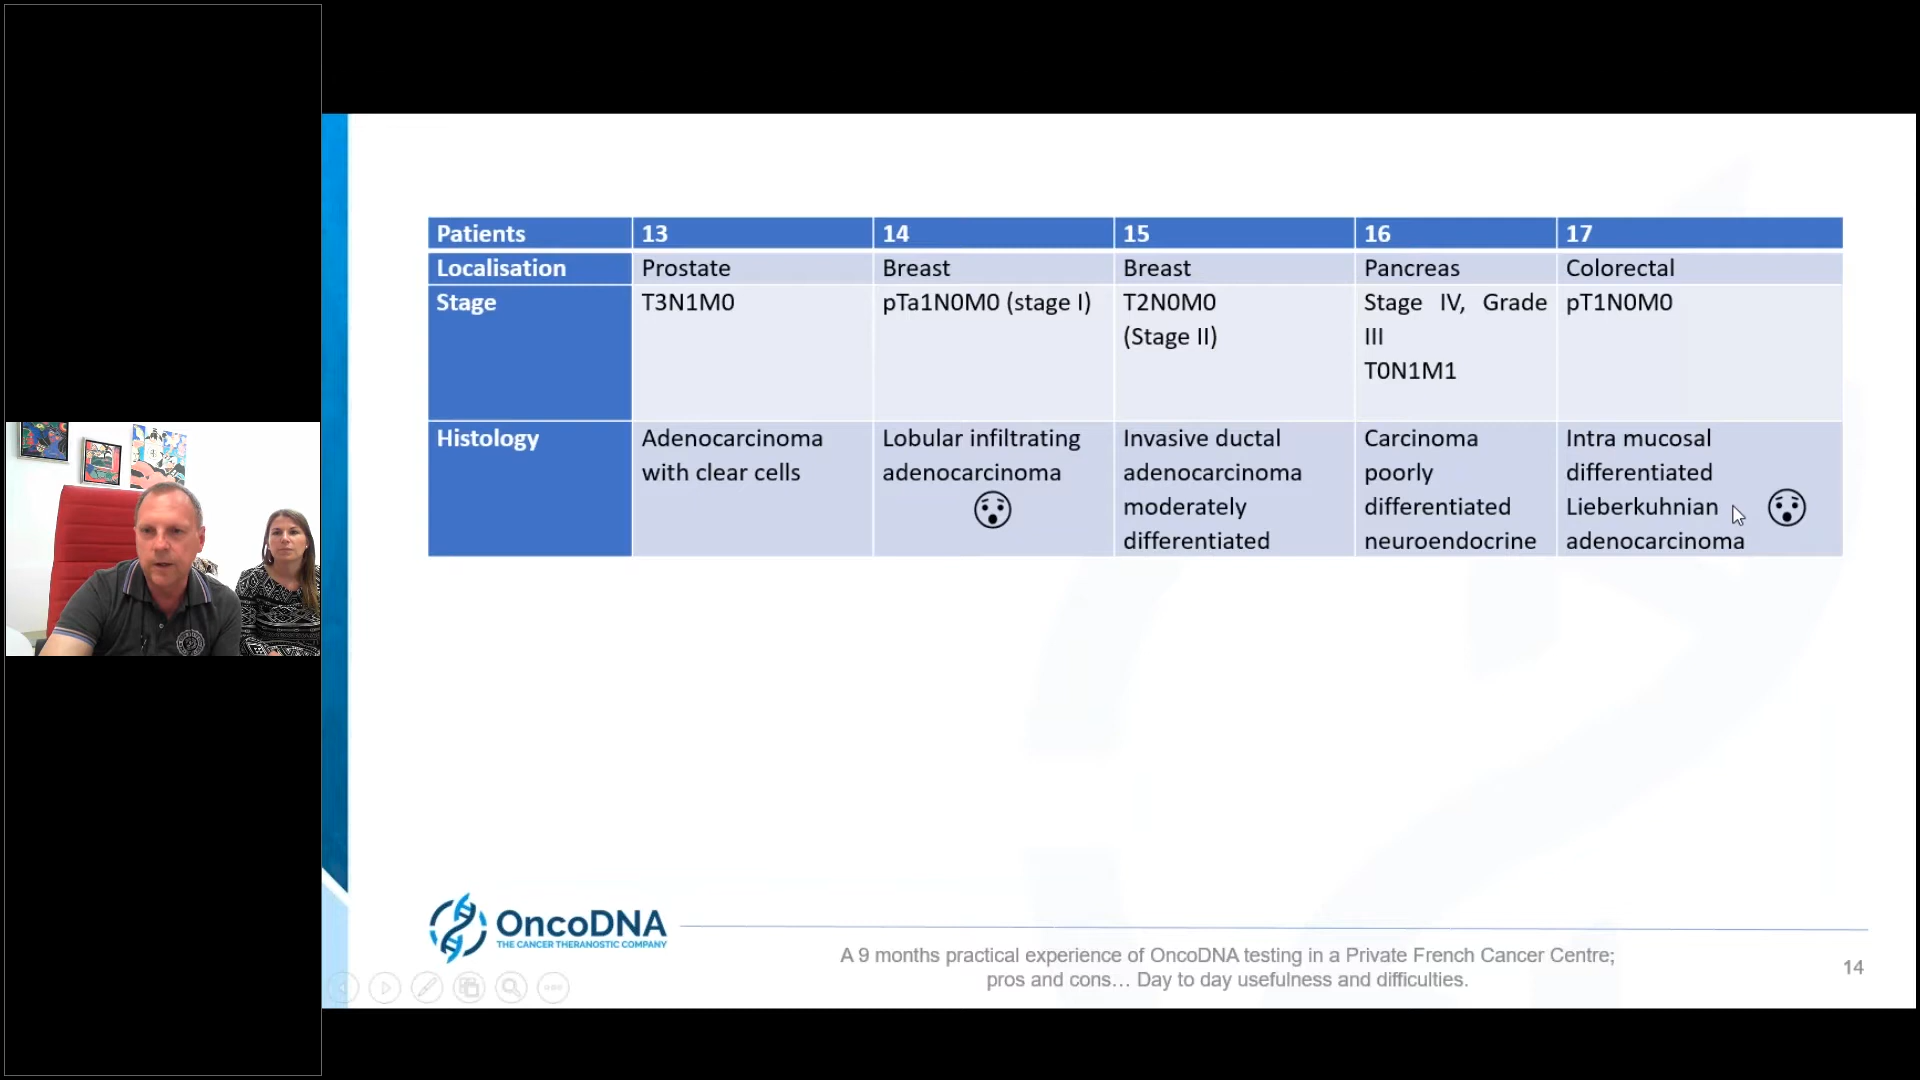 Patients 13 14 15 16 17
Localisation Prostate Breast Breast Pancreas Colorectal
Stage T3N1M0 pTa1N0M0 (stage I) T2N0M0 Stage IV, Grade pT1N0M0
(Stage II) III
T0N1M1
Histology Adenocarcinoma Lobular infiltrating Invasive ductal Carcinoma Intra mucosal
with clear cells adenocarcinoma adenocarcinoma poorly differentiated
moderately differentiated Lieberkuhnian
differentiated neuroendocrine adenocarcinoma
OncoDNA
THE CANCER THERANOSTIC COMPANY
A 9 months practical experience of OncoDNA testing in a Private French Cancer Centre;
pros and cons... Day to day usefulness and difficulties.
14